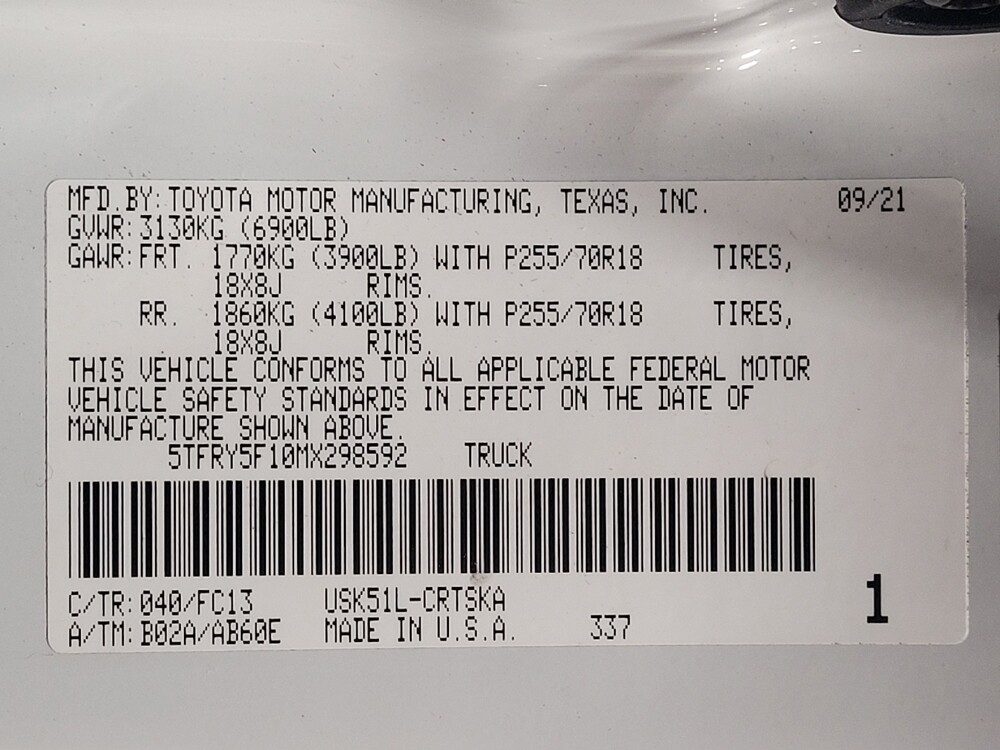 MFD.BY:TOYOTA MOTOR MANUFACTURING, TEXAS, INC. 09/21
GVWR:3130KG (6900LB)
GAWR:FRT. 1770KG (3900LB) WITH P255/70R18 TIRES,
18X8J RIMS.
RR. 1860KG (4100LB) WITH P255/70R18 TIRES,
18X8J RIMS.
THIS VEHICLE CONFORMS TO ALL APPLICABLE FEDERAL MOTOR
VEHICLE SAFETY STANDARDS IN EFFECT ON THE DATE OF
MANUFACTURE SHOWN ABOVE.
5TFRY5F10MX298592 TRUCK
C/TR:040/FC13 USK51L-CRTSKA
A/TM:B02A/AB60E MADE IN U.S.A. 337
1